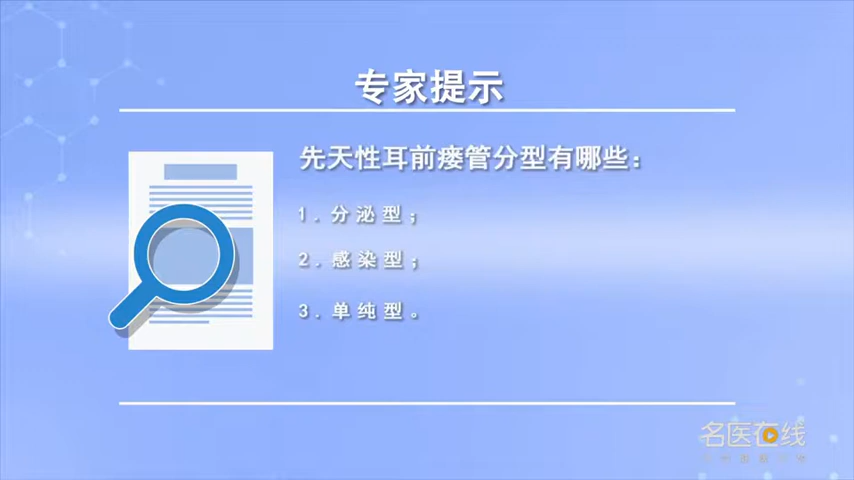 专家提示
先天性耳前瘘管分型有哪些：
1. 分泌型；
2. 感染型；
3. 单纯型。
名医在线